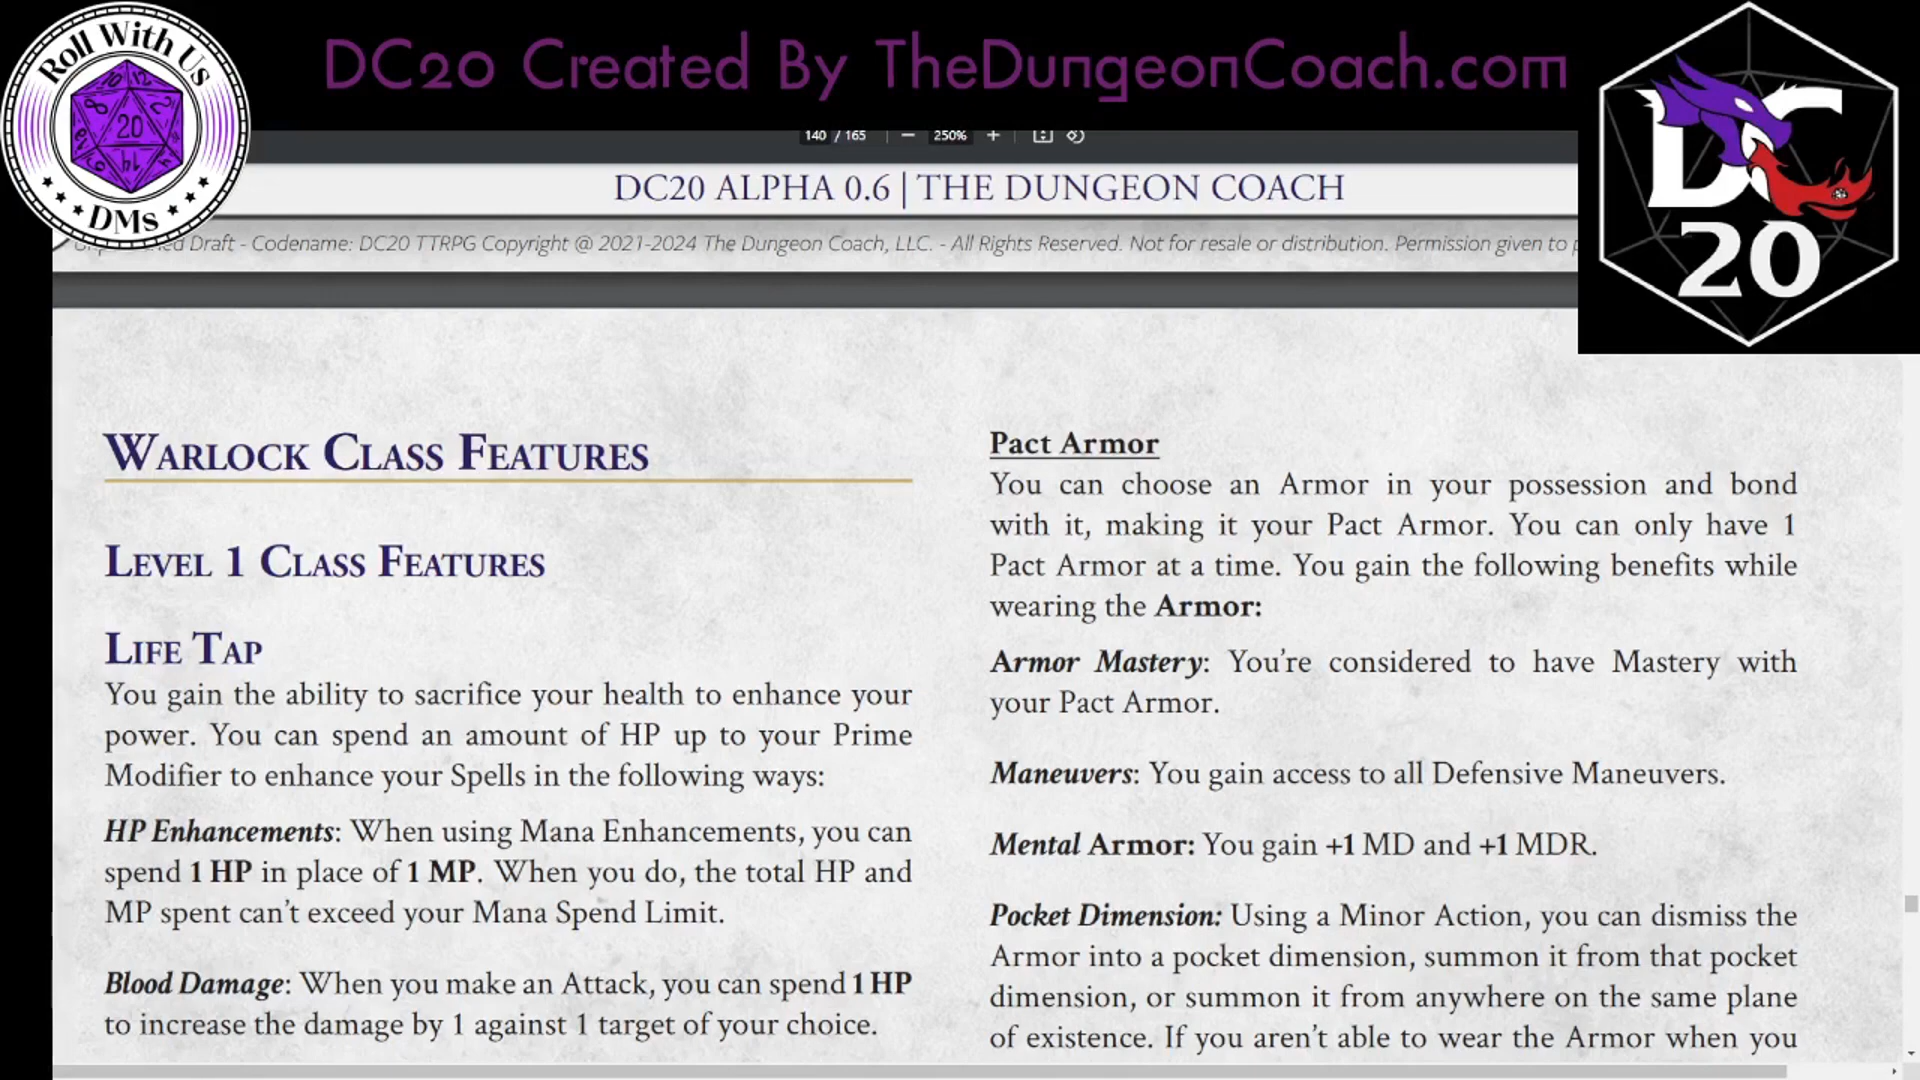 Roll With Us
20
DMs
DC20 Created By TheDungeonCoach.com
DC
20
140 / 165 — 250% +
DC20 ALPHA 0.6 | THE DUNGEON COACH
Draft - Codename: DC20 TTRPG Copyright @ 2021-2024 The Dungeon Coach, LLC. - All Rights Reserved. Not for resale or distribution. Permission given to
WARLOCK CLASS FEATURES
LEVEL 1 CLASS FEATURES
LIFE TAP
You gain the ability to sacrifice your health to enhance your
power. You can spend an amount of HP up to your Prime
Modifier to enhance your Spells in the following ways:
HP Enhancements: When using Mana Enhancements, you can
spend 1 HP in place of 1 MP. When you do, the total HP and
MP spent can't exceed your Mana Spend Limit.
Blood Damage: When you make an Attack, you can spend 1 HP
to increase the damage by 1 against 1 target of your choice.
Pact Armor
You can choose an Armor in your possession and bond
with it, making it your Pact Armor. You can only have 1
Pact Armor at a time. You gain the following benefits while
wearing the Armor:
Armor Mastery: You're considered to have Mastery with
your Pact Armor.
Maneuvers: You gain access to all Defensive Maneuvers.
Mental Armor: You gain +1 MD and +1 MDR.
Pocket Dimension: Using a Minor Action, you can dismiss the
Armor into a pocket dimension, summon it from that pocket
dimension, or summon it from anywhere on the same plane
of existence. If you aren't able to wear the Armor when you